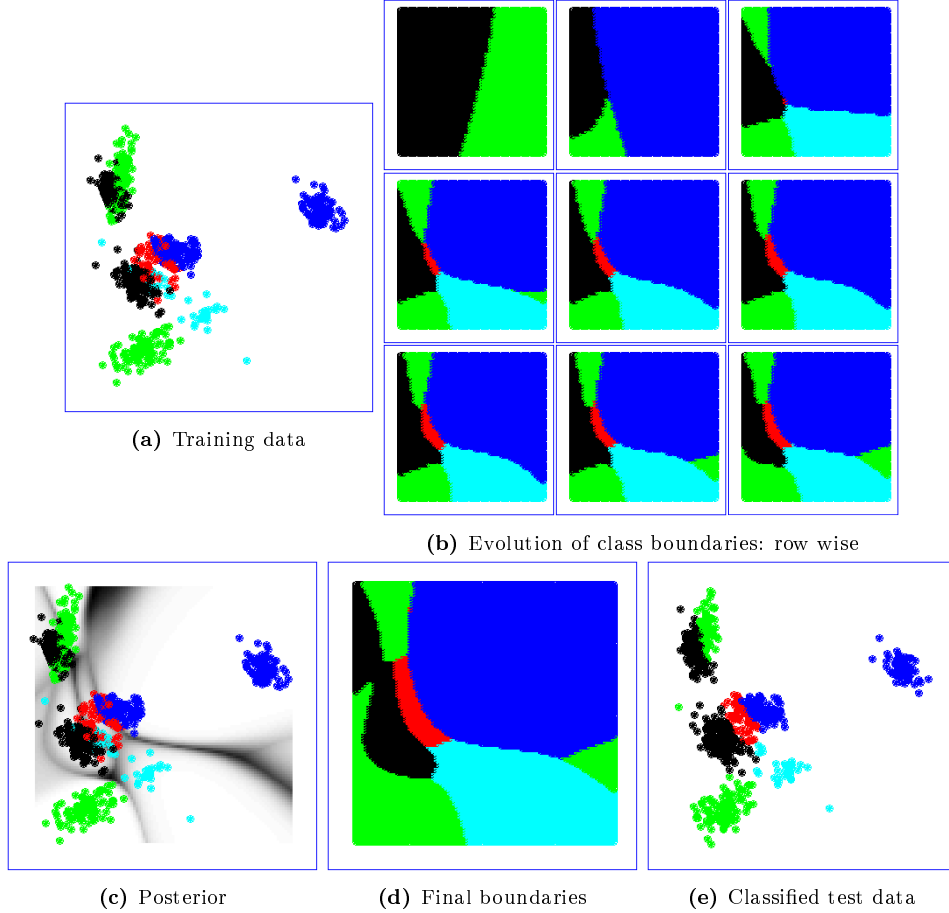 (a) Training data
(b) Evolution of class boundaries: row wise
(c) Posterior
(d) Final boundaries
(e) Classified test data